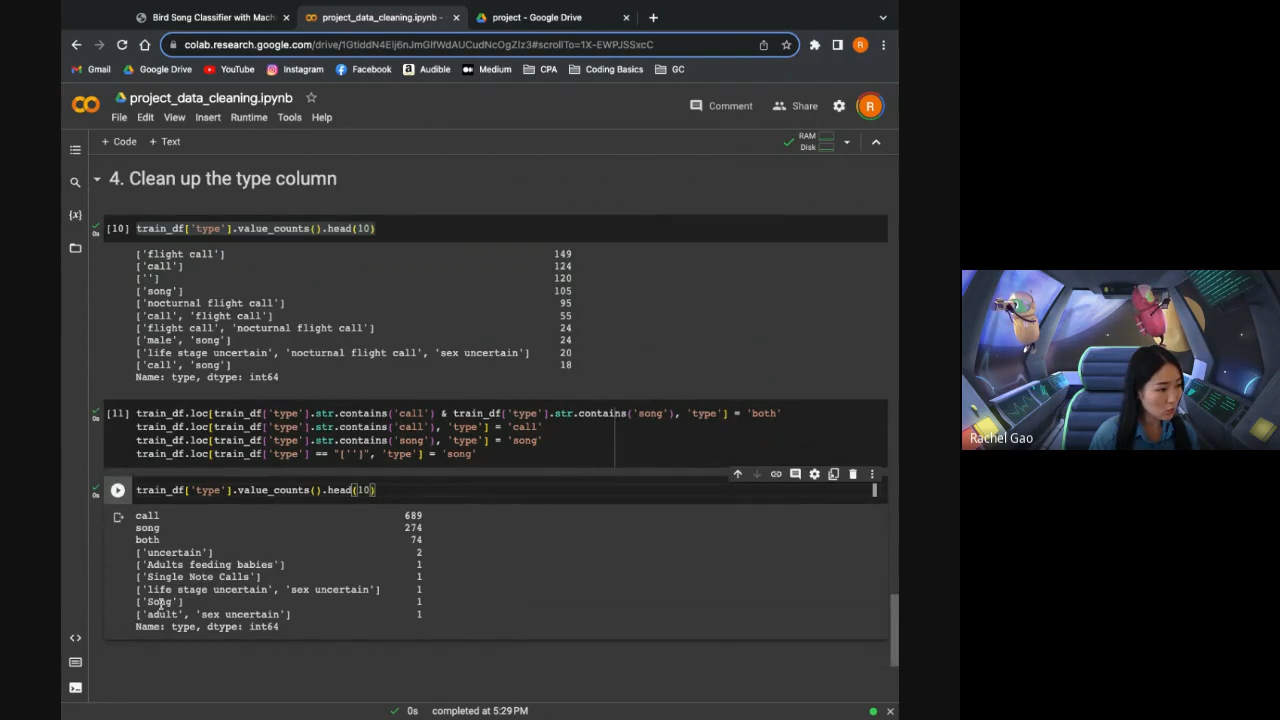 Bird Song Classifier with Mach
project_data_cleaning.ipynb -
project - Google Drive
colab.research.google.com/drive/1GtiddN4Elj6nJmGlfWdAUCudNcOgZIz3#scrollTo=1X-EWPJSSxcC
R
Gmail
Google Drive
YouTube
Instagram
Facebook
Audible
Medium
CPA
Coding Basics
GC
project_data_cleaning.ipynb
Comment
Share
R
File Edit View Insert Runtime Tools Help
+ Code + Text
RAM
Disk
4. Clean up the type column
[10] train_df['type'].value_counts().head(10)
['flight call'] 149
['call'] 124
[''] 120
['song'] 105
['nocturnal flight call'] 95
['call', 'flight call'] 55
['flight call', 'nocturnal flight call'] 24
['male', 'song'] 24
['life stage uncertain', 'nocturnal flight call', 'sex uncertain'] 20
['call', 'song'] 18
Name: type, dtype: int64
[11] train_df.loc[train_df['type'].str.contains('call') & train_df['type'].str.contains('song'), 'type'] = 'both'
train_df.loc[train_df['type'].str.contains('call'), 'type'] = 'call'
train_df.loc[train_df['type'].str.contains('song'), 'type'] = 'song'
train_df.loc[train_df['type'] == "['']", 'type'] = 'song'
train_df['type'].value_counts().head(10)
call 689
song 274
both 74
['uncertain'] 2
['Adults feeding babies'] 1
['Single Note Calls'] 1
['life stage uncertain', 'sex uncertain'] 1
['Song'] 1
['adult', 'sex uncertain'] 1
Name: type, dtype: int64
0s completed at 5:29 PM
Rachel Gao